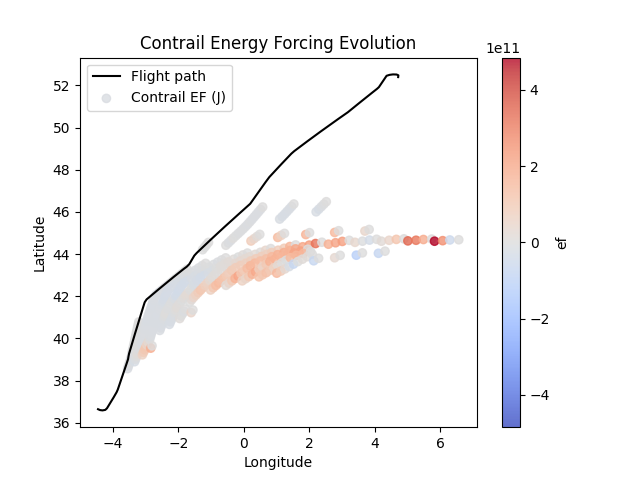 Contrail Energy Forcing Evolution
1e11
Flight path
Contrail EF (J)
52
50
48
46
44
42
40
38
36
Latitude
−4
−2
0
2
4
6
Longitude
4
2
0
−2
−4
ef